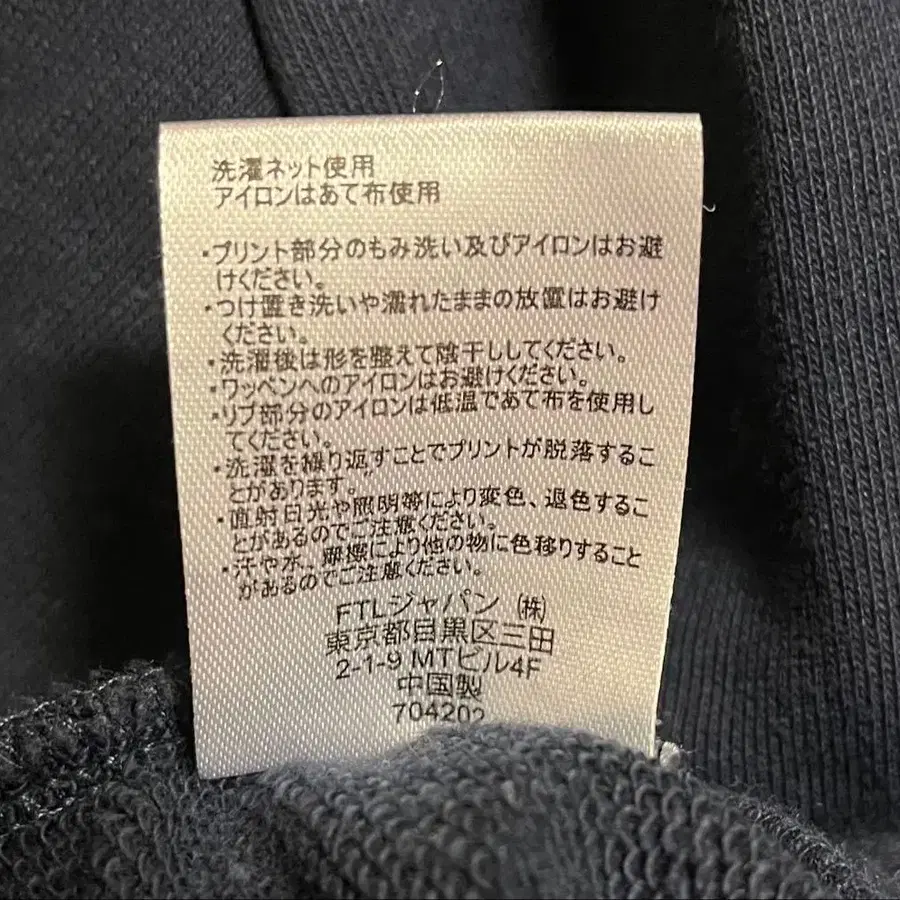 洗濯ネット使用
アイロンはあて布使用
・プリント部分のもみ洗い及びアイロンはお避
けください。
・つけ置き洗いや濡れたままの放置はお避け
ください。
・洗濯後は形を整えて陰干ししてください。
・ワッペンへのアイロンはお避けください。
・リブ部分のアイロンは低温であて布を使用し
てください。
・洗濯を繰り返すことでプリントが脱落するこ
とがあります。
・直射日光や照明等により変色、退色するこ
とがあるのでご注意ください。
・汗や水、摩擦により他の物に色移りすること
があるのでご注意ください。
FTLジャパン ㈱
東京都目黒区三田
2-1-9 MTビル4F
中国製
704202